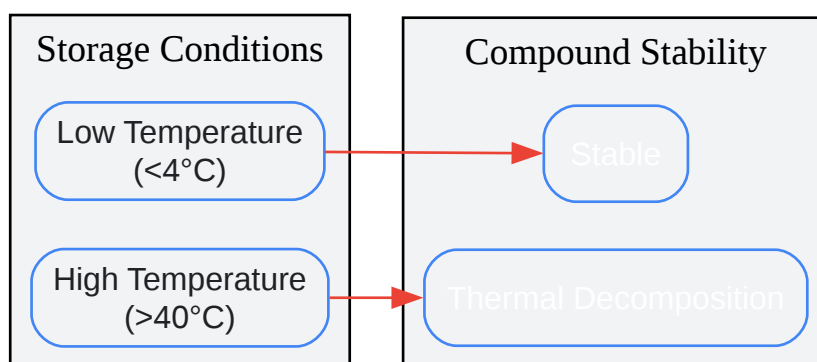 Storage Conditions
Low Temperature
(<4°C)
High Temperature
(>40°C)
Compound Stability
Stable
Thermal Decomposition